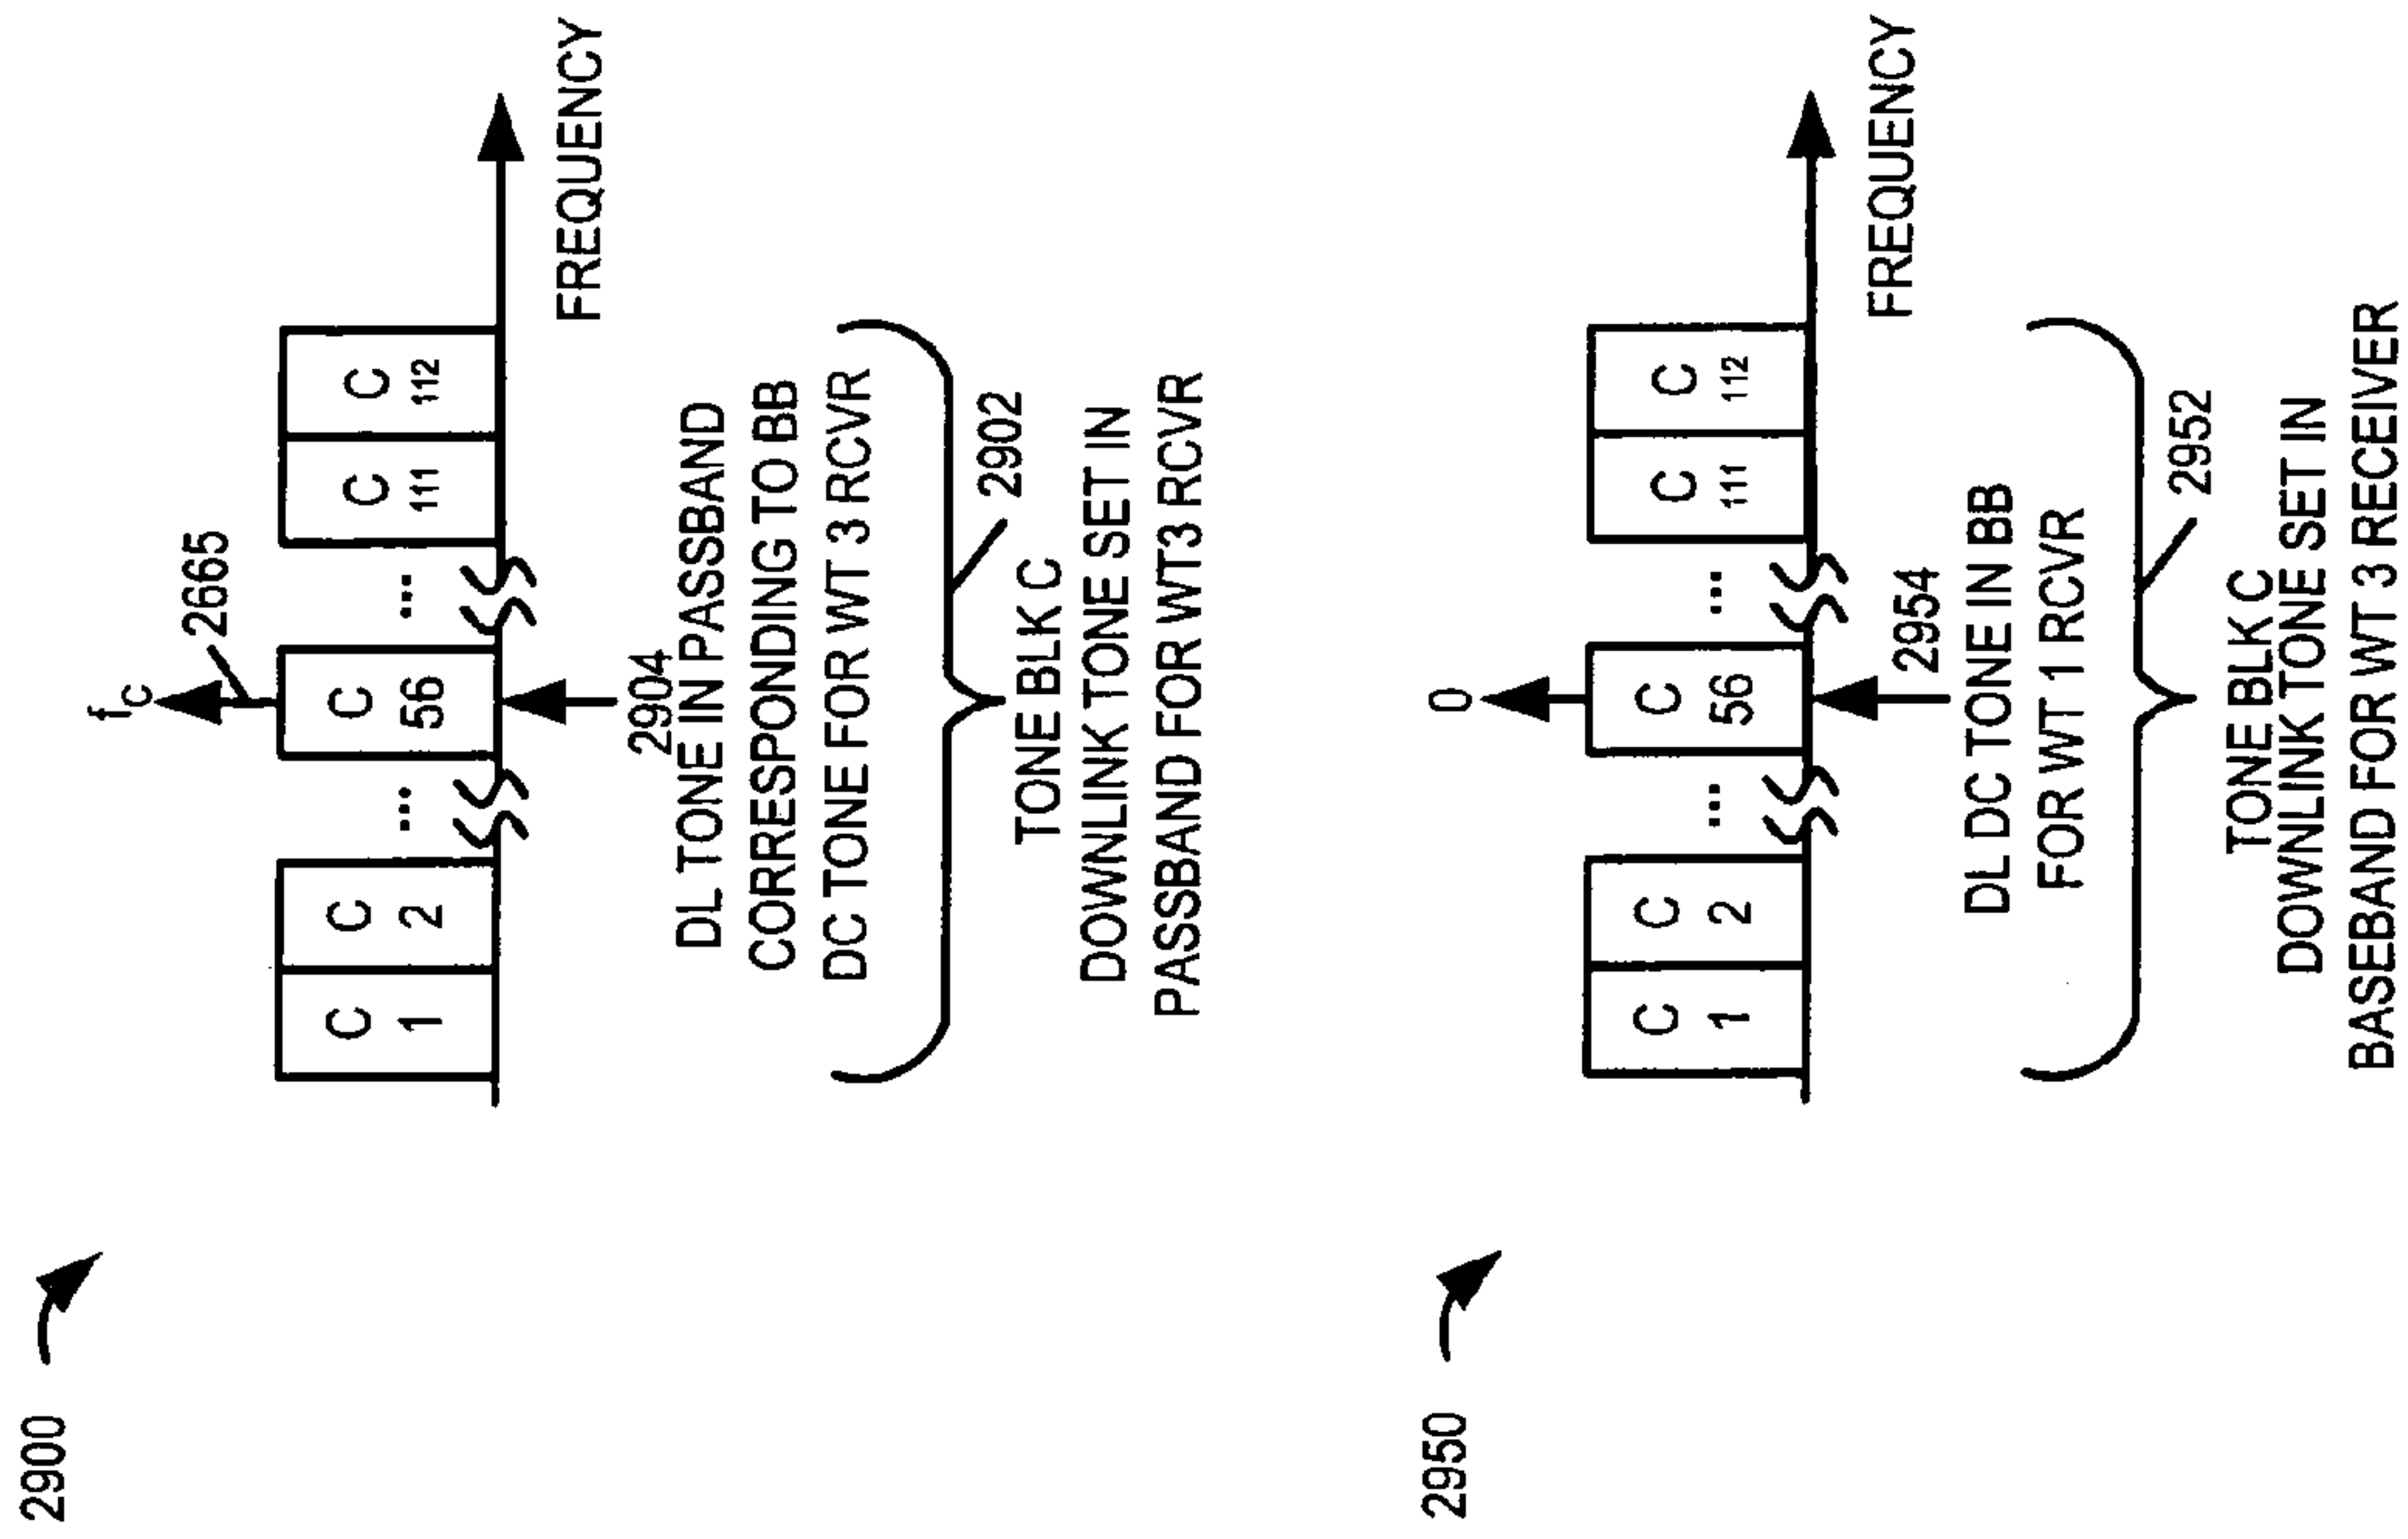 2900
fC
2665
C C C C C
1 2 ... 56 ... 111 112
FREQUENCY
2904
DL TONE IN PASSBAND
CORRESPONDING TO BB
DC TONE FOR WT 3 RCVR
2902
TONE BLK C
DOWNLINK TONE SET IN
PASSBAND FOR WT3 RCVR
2950
0
C C C C C
1 2 ... 56 ... 111 112
FREQUENCY
2954
DL DC TONE IN BB
FOR WT 1 RCVR
2952
TONE BLK C
DOWNLINK TONE SET IN
BASEBAND FOR WT 3 RECEIVER